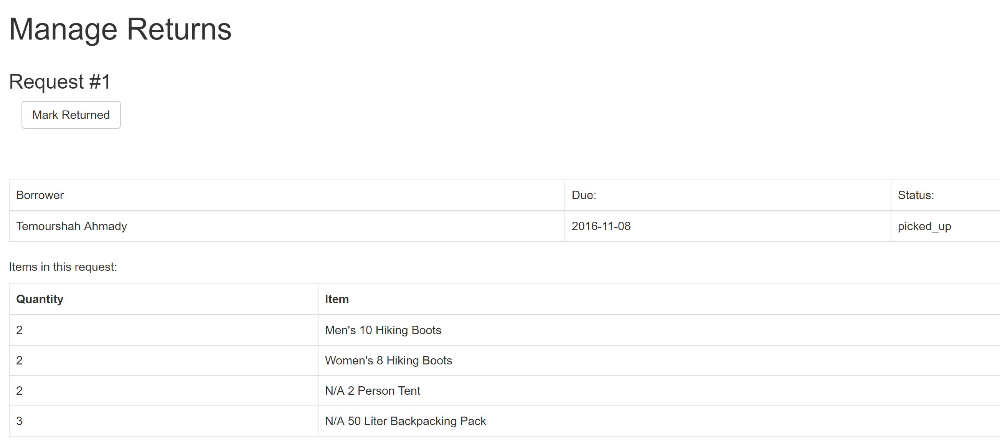 Manage Returns
Request #1
Mark Returned
Borrower Due: Status:
Temourshah Ahmady 2016-11-08 picked_up
Items in this request:
Quantity Item
2 Men's 10 Hiking Boots
2 Women's 8 Hiking Boots
2 N/A 2 Person Tent
3 N/A 50 Liter Backpacking Pack